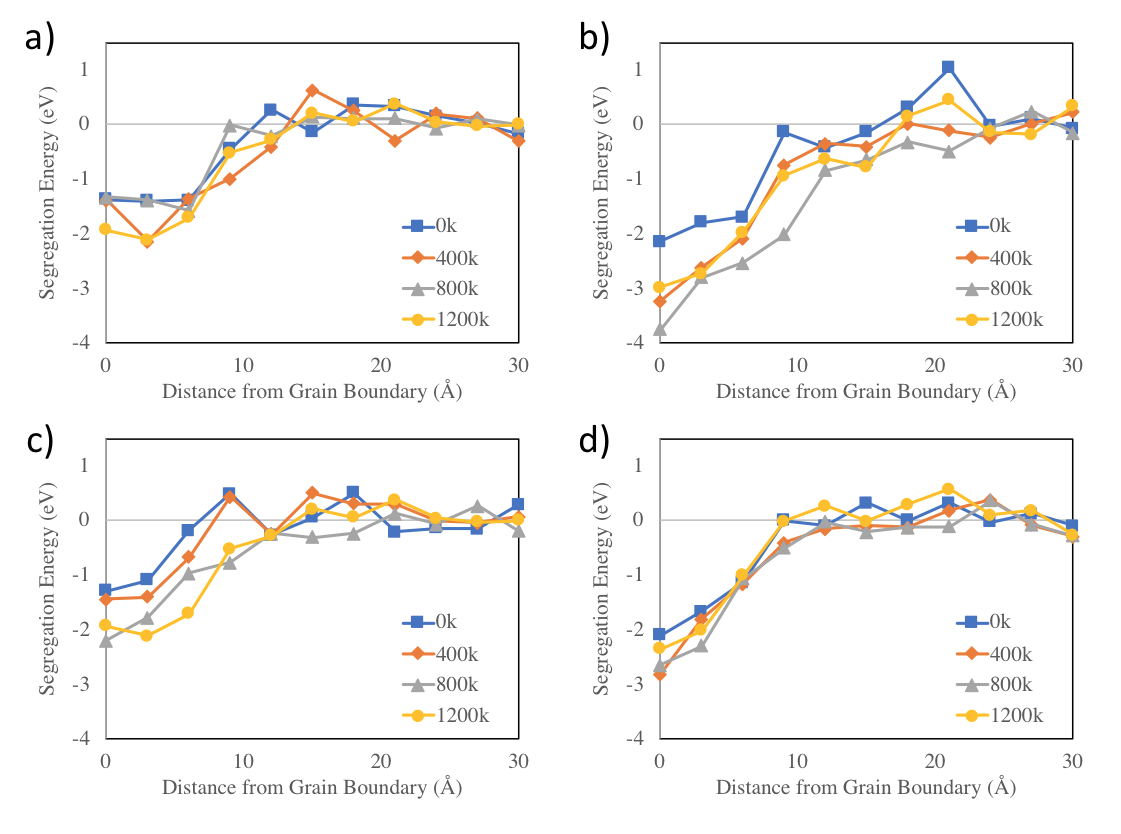 a)
Segregation Energy (eV)
1
0
-1
-2
-3
-4
0k
400k
800k
1200k
0 10 20 30
Distance from Grain Boundary (Å)
b)
Segregation Energy (eV)
1
0
-1
-2
-3
-4
0k
400k
800k
1200k
0 10 20 30
Distance from Grain Boundary (Å)
c)
Segregation Energy (eV)
1
0
-1
-2
-3
-4
0k
400k
800k
1200k
0 10 20 30
Distance from Grain Boundary (Å)
d)
Segregation Energy (eV)
1
0
-1
-2
-3
-4
0k
400k
800k
1200k
0 10 20 30
Distance from Grain Boundary (Å)